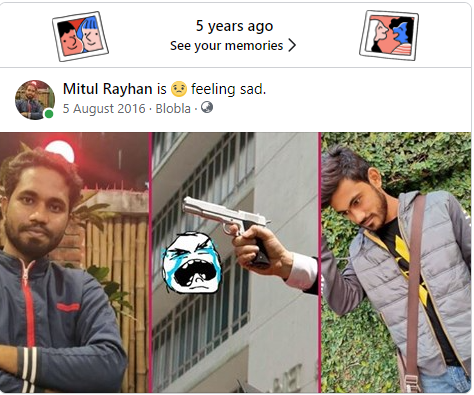 5 years ago
See your memories
Mitul Rayhan is 😢 feeling sad.
5 August 2016 · Blobla ·